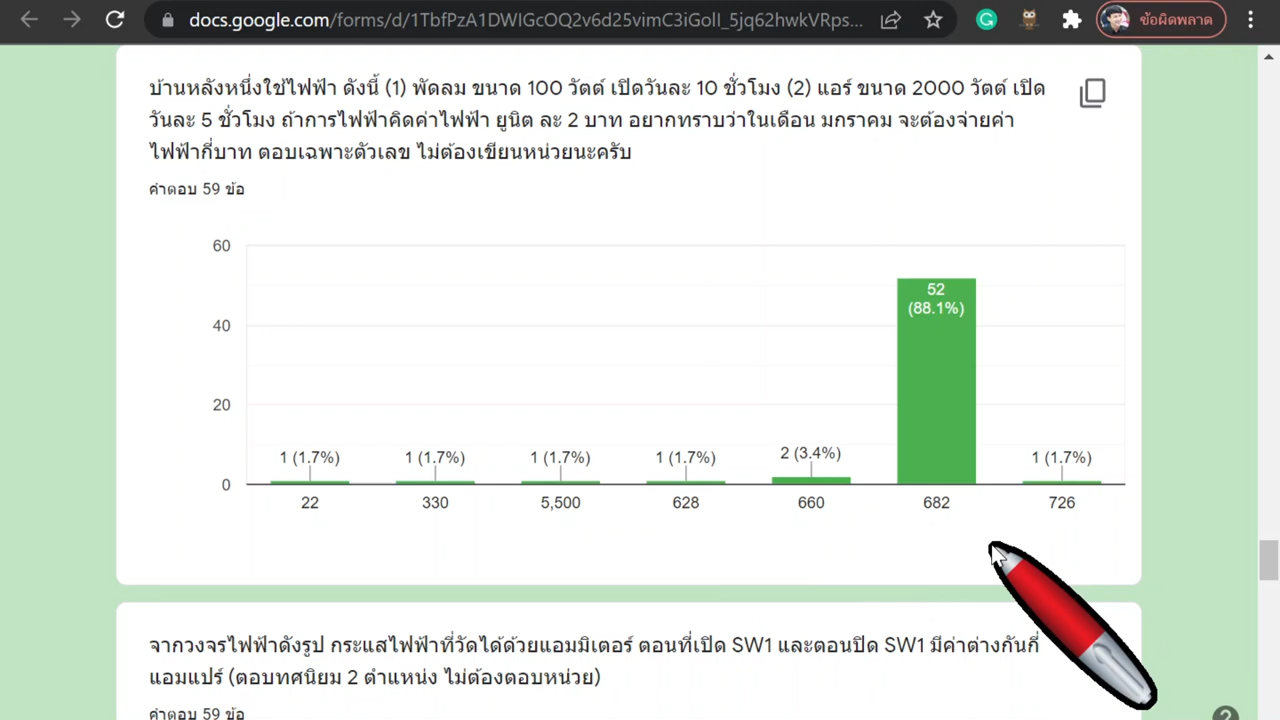 docs.google.com/forms/d/1TbfPzA1DWIGcOQ2v6d25vimC3iGolI_5jq62hwkVRps...
ข้อผิดพลาด
บ้านหลังหนึ่งใช้ไฟฟ้า ดังนี้ (1) พัดลม ขนาด 100 วัตต์ เปิดวันละ 10 ชั่วโมง (2) แอร์ ขนาด 2000 วัตต์ เปิด
วันละ 5 ชั่วโมง ถ้าการไฟฟ้าคิดค่าไฟฟ้า ยูนิต ละ 2 บาท อยากทราบว่าในเดือน มกราคม จะต้องจ่ายค่า
ไฟฟ้ากี่บาท ตอบเฉพาะตัวเลข ไม่ต้องเขียนหน่วยนะครับ
คำตอบ 59 ข้อ
60
40
20
0
1 (1.7%)
1 (1.7%)
1 (1.7%)
1 (1.7%)
2 (3.4%)
52
(88.1%)
1 (1.7%)
22
330
5,500
628
660
682
726
จากวงจรไฟฟ้าดังรูป กระแสไฟฟ้าที่วัดได้ด้วยแอมมิเตอร์ ตอนที่เปิด SW1 และตอนปิด SW1 มีค่าต่างกันกี่
แอมแปร์ (ตอบทศนิยม 2 ตำแหน่ง ไม่ต้องตอบหน่วย)
คำตอบ 59 ข้อ